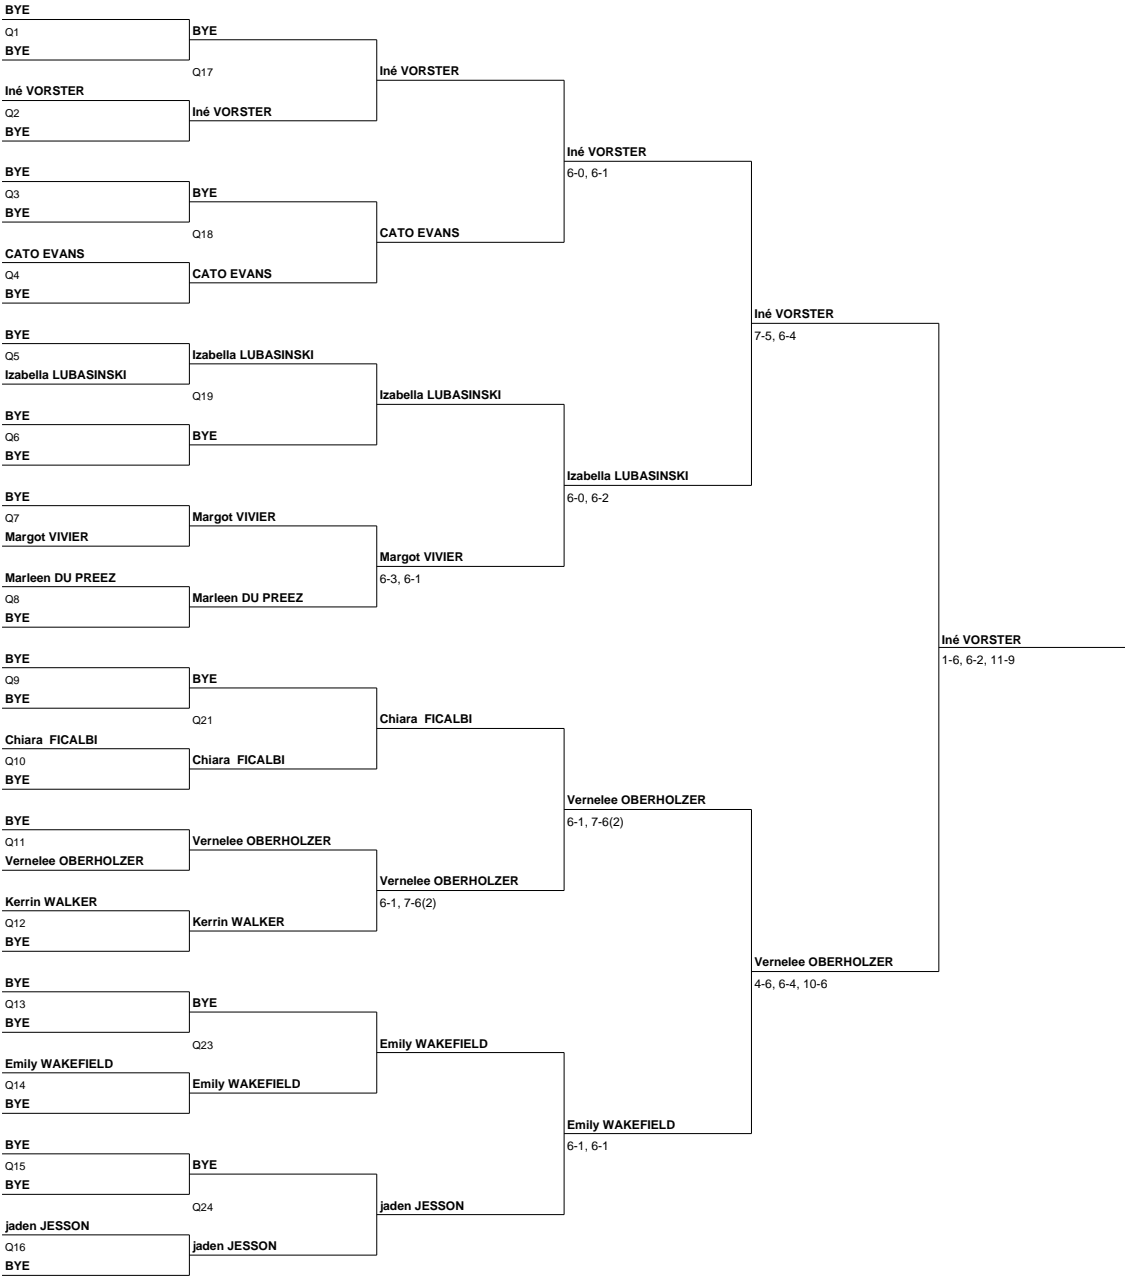 BYE
Q1
BYE
Iné VORSTER
Q2
BYE
BYE
Q3
BYE
CATO EVANS
Q4
BYE
BYE
Q5
Izabella LUBASINSKI
BYE
Q6
BYE
BYE
Q7
Margot VIVIER
Marleen DU PREEZ
Q8
BYE
BYE
Q9
BYE
Chiara  FICALBI
Q10
BYE
BYE
Q11
Vernelee OBERHOLZER
Kerrin WALKER
Q12
BYE
BYE
Q13
BYE
Emily WAKEFIELD
Q14
BYE
BYE
Q15
BYE
jaden JESSON
Q16
BYE
BYE
Q17
Iné VORSTER
BYE
Q18
CATO EVANS
Izabella LUBASINSKI
Q19
BYE
Margot VIVIER
Marleen DU PREEZ
BYE
Q21
Chiara  FICALBI
Vernelee OBERHOLZER
Kerrin WALKER
BYE
Q23
Emily WAKEFIELD
BYE
Q24
jaden JESSON
Iné VORSTER
CATO EVANS
Izabella LUBASINSKI
Margot VIVIER
6-3, 6-1
Chiara  FICALBI
Vernelee OBERHOLZER
6-1, 7-6(2)
Emily WAKEFIELD
jaden JESSON
Iné VORSTER
6-0, 6-1
Izabella LUBASINSKI
6-0, 6-2
Vernelee OBERHOLZER
6-1, 7-6(2)
Emily WAKEFIELD
6-1, 6-1
Iné VORSTER
7-5, 6-4
Vernelee OBERHOLZER
4-6, 6-4, 10-6
Iné VORSTER
1-6, 6-2, 11-9